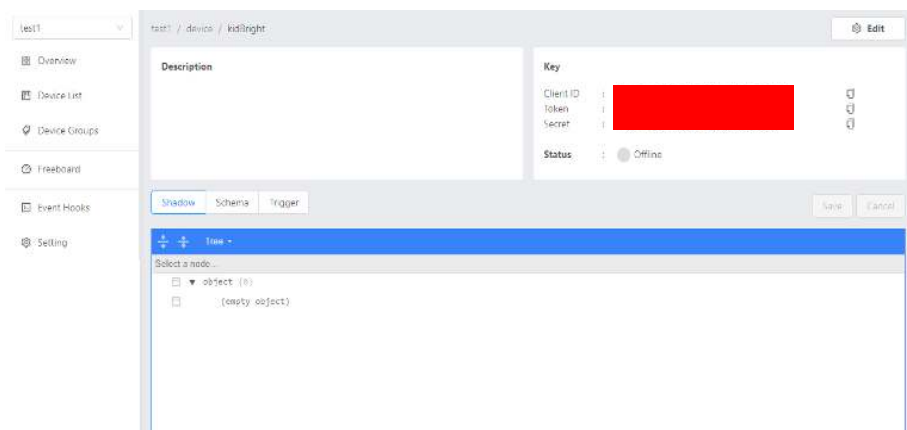 test1
test1 / device / kidBright
Edit
Overview
Device List
Device Groups
Freeboard
Event Hooks
Setting
Description
Key
Client ID :
Token :
Secret :
Status : Offline
Shadow Schema Trigger
Save Cancel
Tree
Select a node...
object {0}
(empty object)